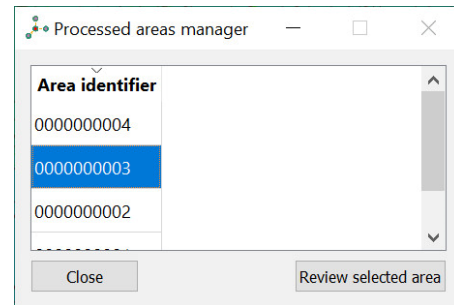 Processed areas manager
Area identifier
0000000004
0000000003
0000000002
Close
Review selected area